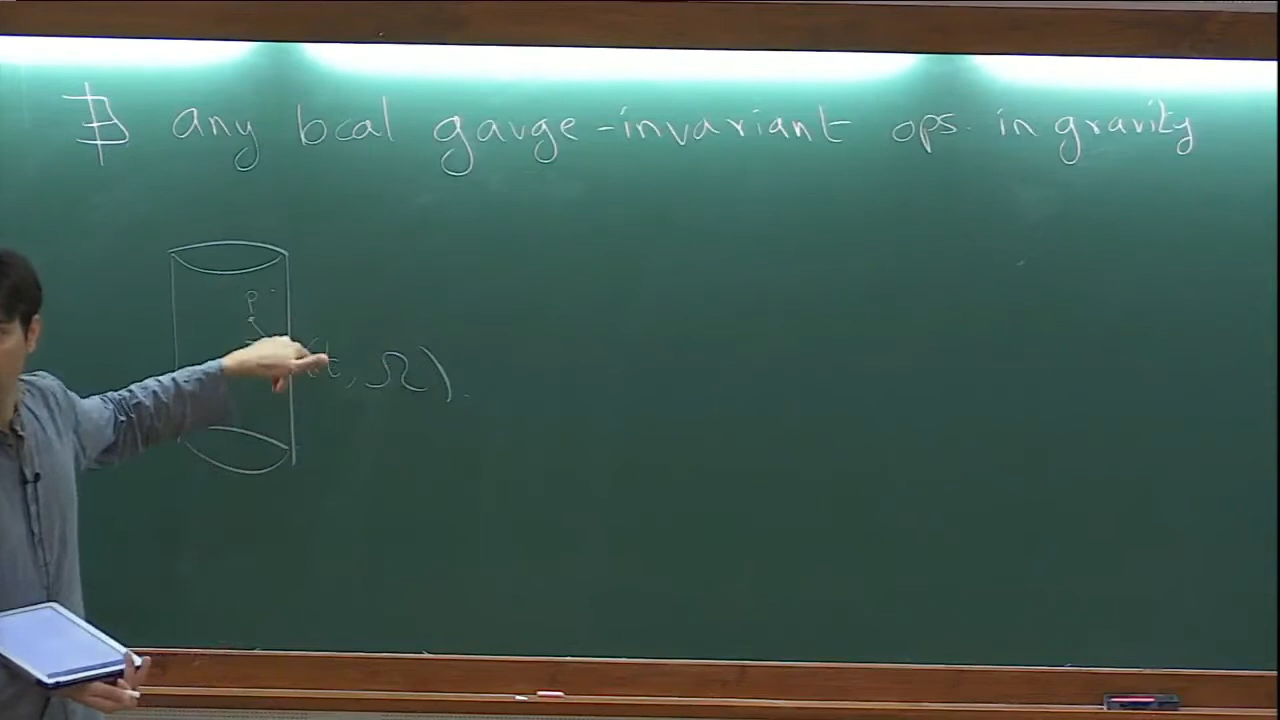 ∄ any local gauge-invariant ops. in gravity
P
(t, Ω).